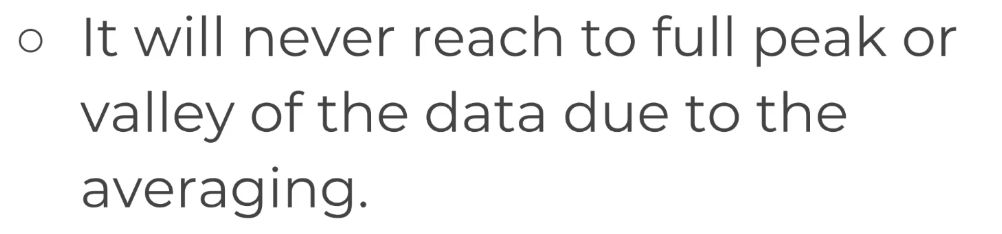 ○ It will never reach to full peak or
valley of the data due to the
averaging.